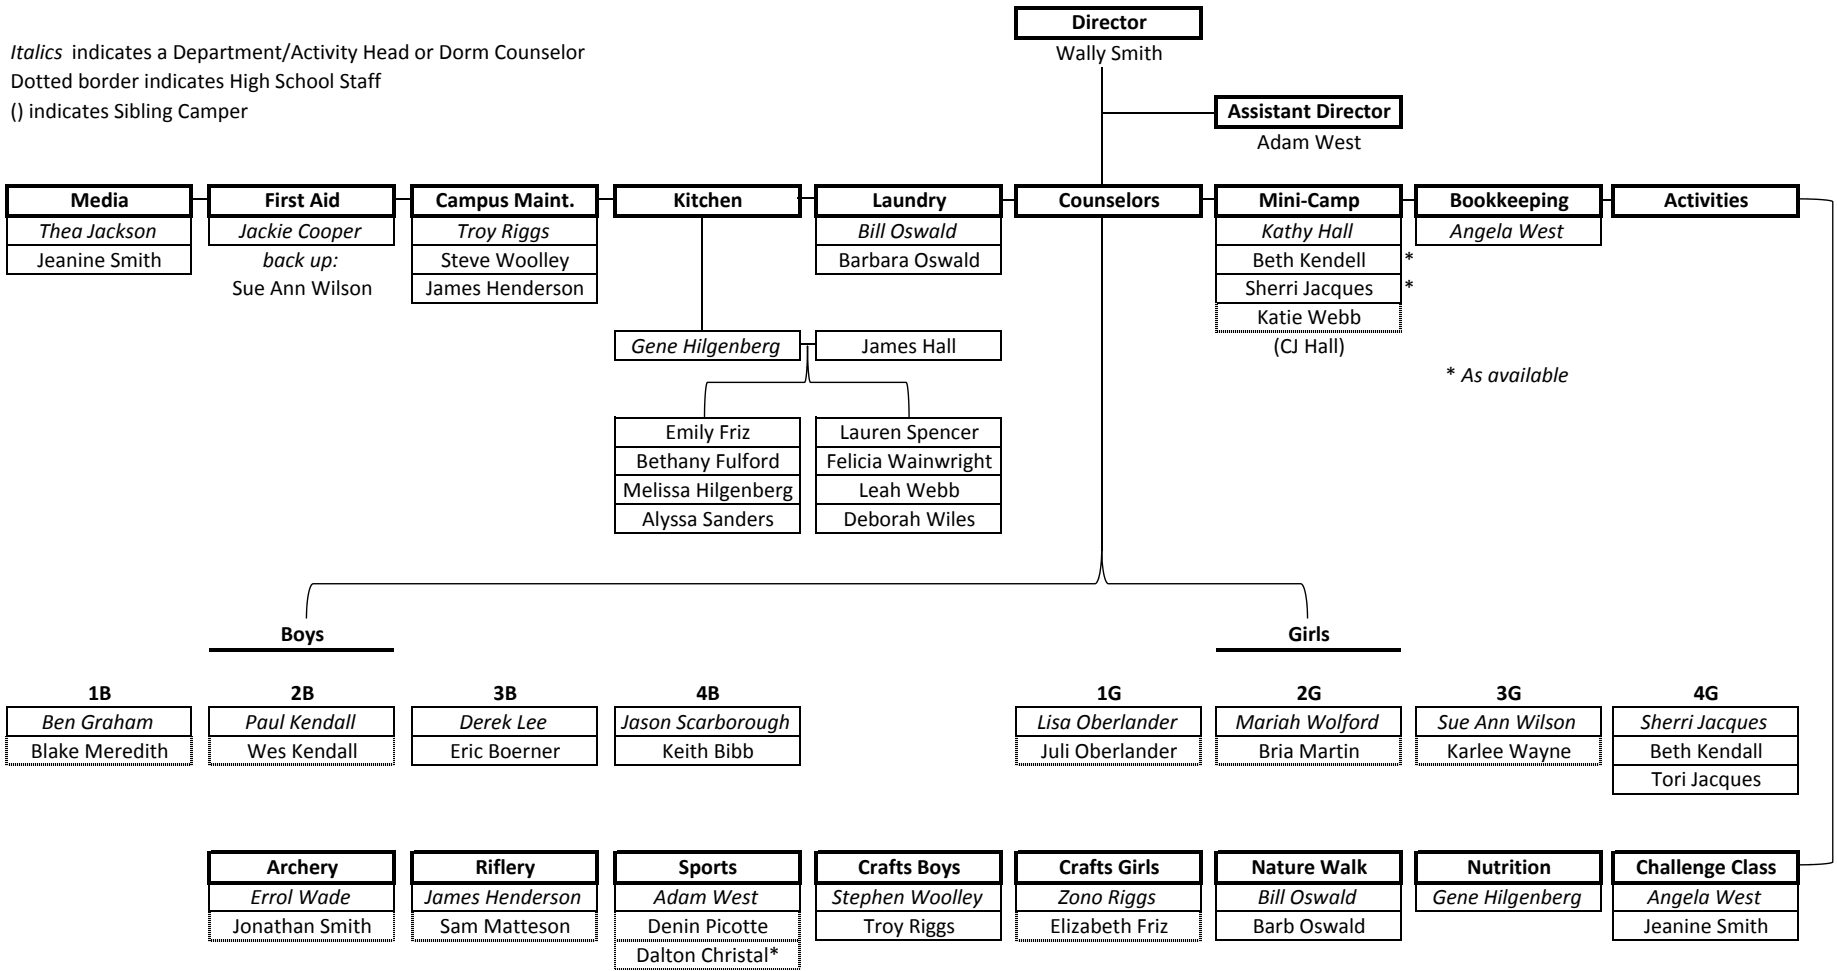 Director
Wally Smith
Italics indicates a Department/Activity Head or Dorm Counselor
Dotted border indicates High School Staff
() indicates Sibling Camper
Assistant Director
Adam West
Media
Thea Jackson
Jeanine Smith
First Aid
Jackie Cooper
back up:
Sue Ann Wilson
Campus Maint.
Troy Riggs
Steve Woolley
James Henderson
Kitchen
Gene Hilgenberg
James Hall
Emily Friz
Bethany Fulford
Melissa Hilgenberg
Alyssa Sanders
Lauren Spencer
Felicia Wainwright
Leah Webb
Deborah Wiles
Laundry
Bill Oswald
Barbara Oswald
Counselors
Mini-Camp
Kathy Hall
Beth Kendell *
Sherri Jacques *
Katie Webb
(CJ Hall)
Bookkeeping
Angela West
* As available
Activities
Boys
1B
Ben Graham
Blake Meredith
2B
Paul Kendall
Wes Kendall
3B
Derek Lee
Eric Boerner
4B
Jason Scarborough
Keith Bibb
Girls
1G
Lisa Oberlander
Juli Oberlander
2G
Mariah Wolford
Bria Martin
3G
Sue Ann Wilson
Karlee Wayne
4G
Sherri Jacques
Beth Kendall
Tori Jacques
Archery
Errol Wade
Jonathan Smith
Riflery
James Henderson
Sam Matteson
Sports
Adam West
Denin Picotte
Dalton Christal*
Crafts Boys
Stephen Woolley
Troy Riggs
Crafts Girls
Zono Riggs
Elizabeth Friz
Nature Walk
Bill Oswald
Barb Oswald
Nutrition
Gene Hilgenberg
Challenge Class
Angela West
Jeanine Smith